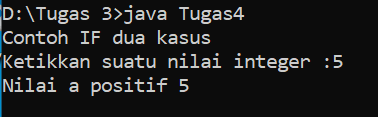 D:\Tugas 3>java Tugas4
Contoh IF dua kasus
Ketikkan suatu nilai integer :5
Nilai a positif 5